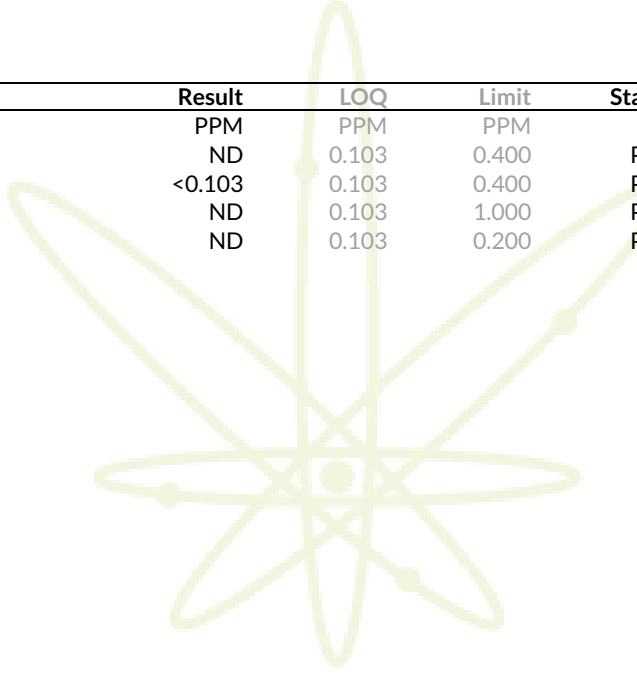 Result LOQ Limit Sta
PPM PPM PPM
ND 0.103 0.400 P
<0.103 0.103 0.400 P
ND 0.103 1.000 P
ND 0.103 0.200 P